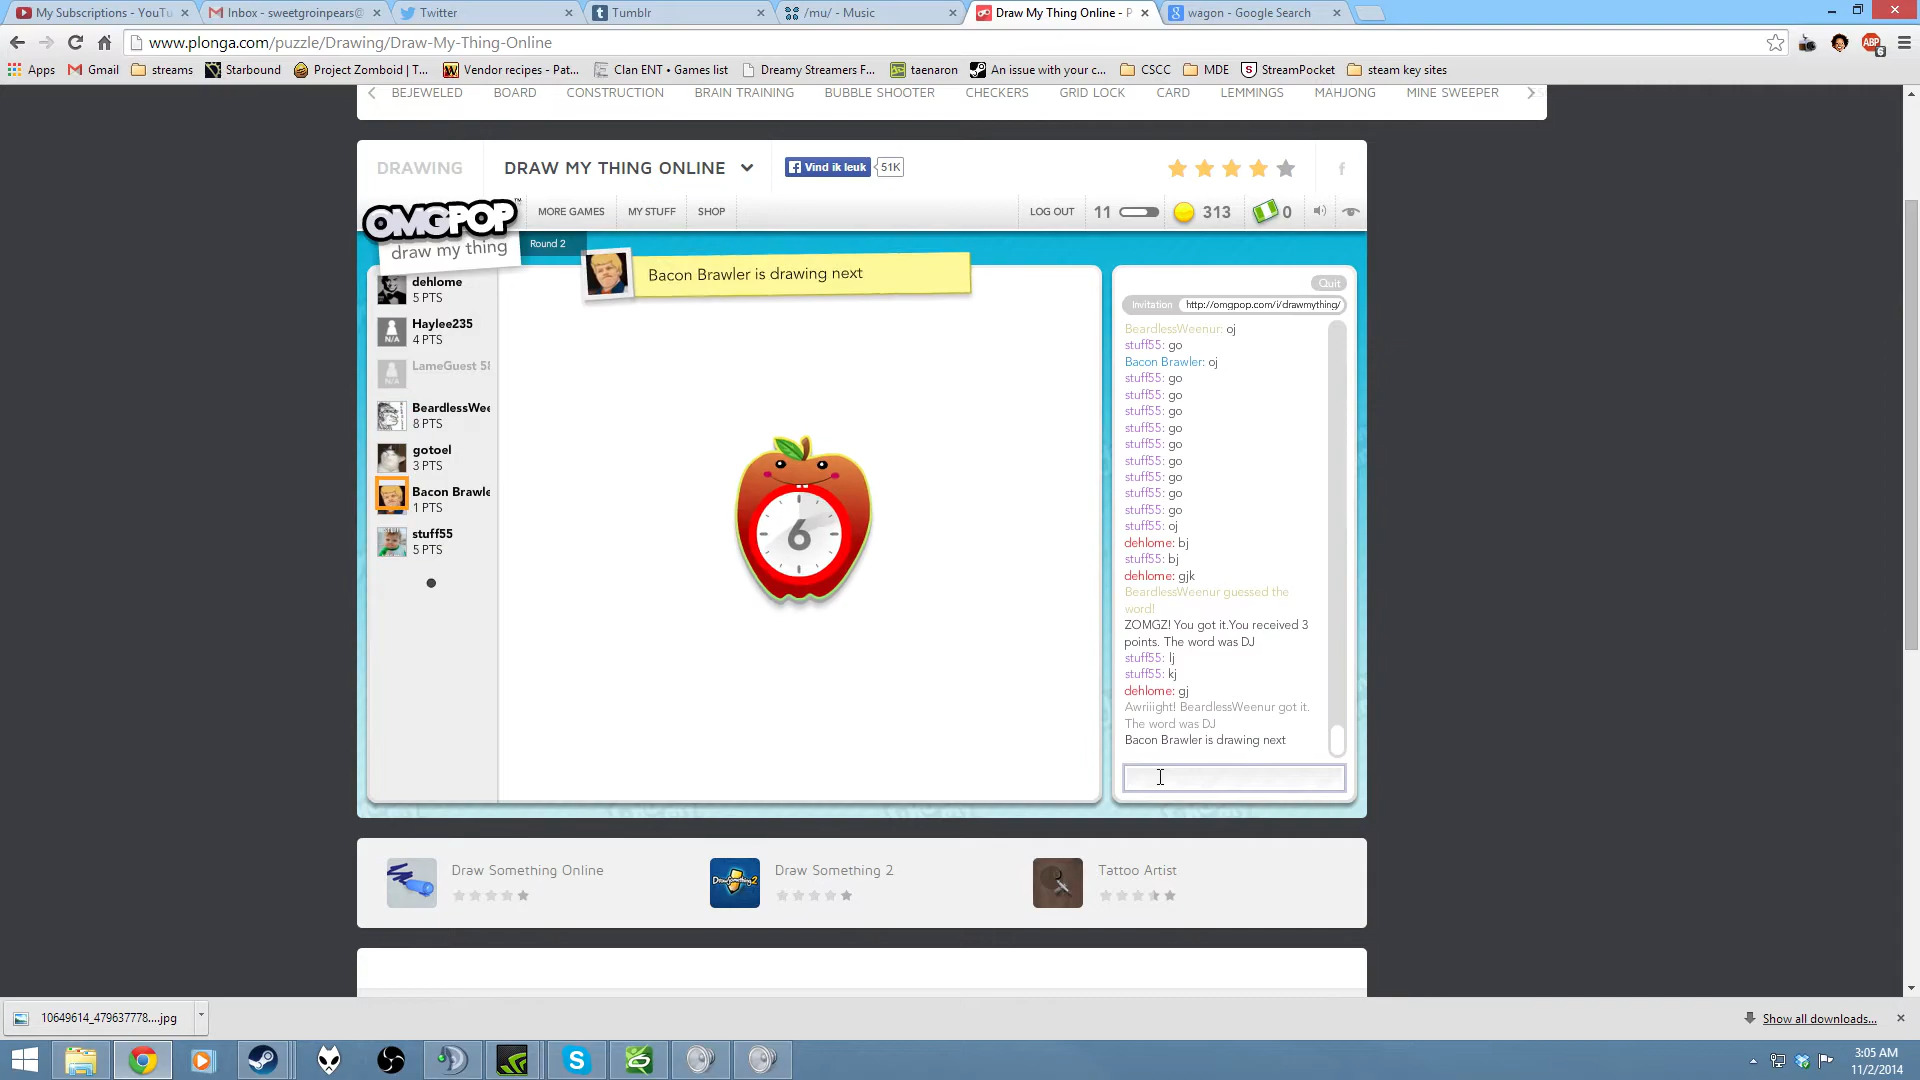 My Subscriptions - YouTu
Inbox - sweetgroinpears@
Twitter
Tumblr
/mu/ - Music
Draw My Thing Online - P
wagon - Google Search
www.plonga.com/puzzle/Drawing/Draw-My-Thing-Online
ABP
6
Apps
Gmail
streams
Starbound
Project Zomboid | T...
Vendor recipes - Pat...
Clan ENT • Games list
Dreamy Streamers F...
taenaron
An issue with your c...
CSCC
MDE
StreamPocket
steam key sites
BEJEWELED
BOARD
CONSTRUCTION
BRAIN TRAINING
BUBBLE SHOOTER
CHECKERS
GRID LOCK
CARD
LEMMINGS
MAHJONG
MINE SWEEPER
DRAWING
DRAW MY THING ONLINE
Vind ik leuk
51K
OMGPOP
draw my thing
MORE GAMES
MY STUFF
SHOP
LOG OUT
11
313
0
Round 2
Bacon Brawler is drawing next
dehlome
5 PTS
Haylee235
4 PTS
N/A
LameGuest 58
N/A
BeardlessWee
8 PTS
gotoel
3 PTS
Bacon Brawle
1 PTS
stuff55
5 PTS
6
Quit
Invitation
http://omgpop.com/i/drawmything/
BeardlessWeenur: oj
stuff55: go
Bacon Brawler: oj
stuff55: go
stuff55: go
stuff55: go
stuff55: go
stuff55: go
stuff55: go
stuff55: go
stuff55: go
stuff55: go
stuff55: oj
dehlome: bj
stuff55: bj
dehlome: gjk
BeardlessWeenur guessed the
word!
ZOMGZ! You got it.You received 3
points. The word was DJ
stuff55: lj
stuff55: kj
dehlome: gj
Awriiight! BeardlessWeenur got it.
The word was DJ
Bacon Brawler is drawing next
Draw Something Online
Draw Something 2
Tattoo Artist
10649614_479637778....jpg
Show all downloads...
3:05 AM
11/2/2014